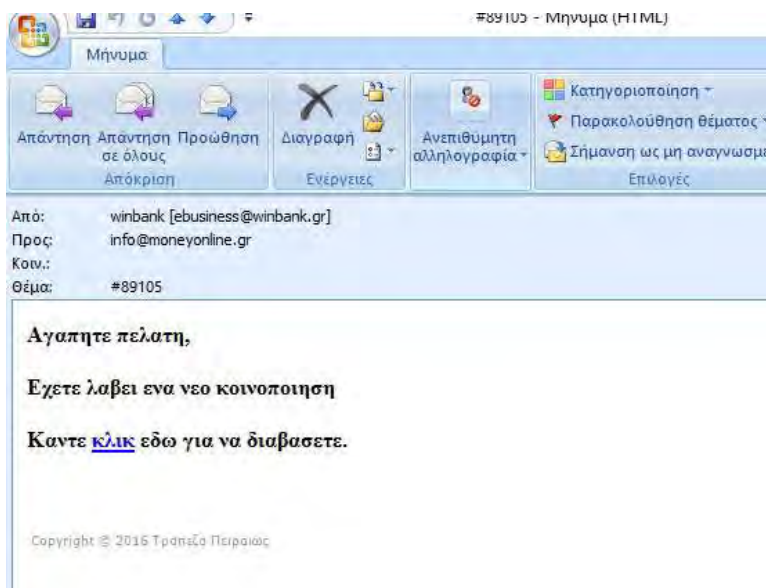 #89105 - Μήνυμα (HTML)
Μήνυμα
Απάντηση Απάντηση σε όλους Προώθηση
Διαγραφή
Ανεπιθύμητη αλληλογραφία
Κατηγοριοποίηση
Παρακολούθηση θέματος
Σήμανση ως μη αναγνωσμέ
Απόκριση Ενέργειες Επιλογές
Από: winbank [ebusiness@winbank.gr]
Προς: info@moneyonline.gr
Κοιν.:
Θέμα: #89105
Αγαπητε πελατη,
Εχετε λαβει ενα νεο κοινοποιηση
Καντε κλικ εδω για να διαβασετε.
Copyright © 2016 Τραπεζα Πειραιως